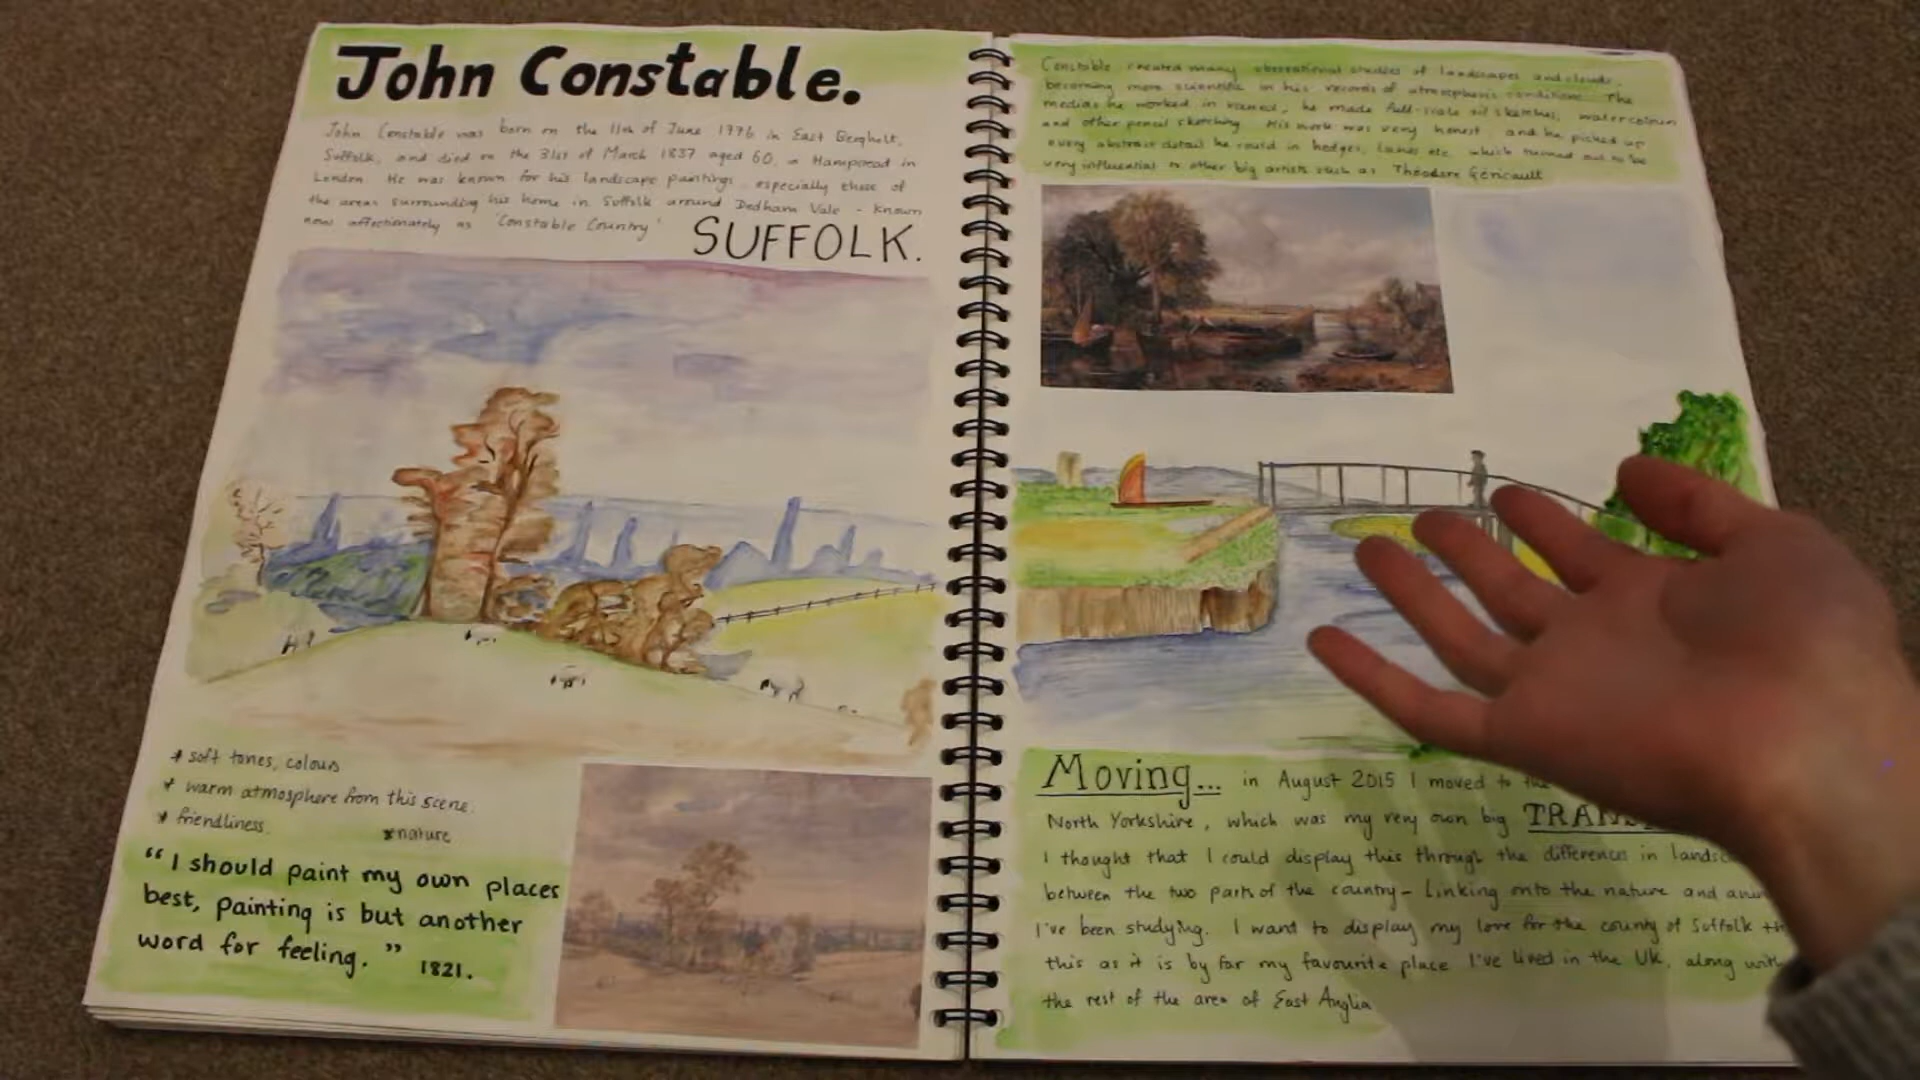 John Constable.
John Constable was born on the 11th of June 1776 in East Bergholt,
Suffolk, and died on the 31st of March 1837 aged 60, in Hampstead in
London. He was known for his landscape paintings, especially those of
the areas surrounding his home in Suffolk around Dedham Vale - known
now affectionately as 'Constable Country'
SUFFOLK.
* soft tones, colours
* warm atmosphere from this scene.
* friendliness.
*nature
"I should paint my own places
best, painting is but another
word for feeling."
1821.
Constable created many observational studies of landscapes and clouds,
becoming more scientific in his records of atmospheric conditions. The
medias he worked in varied, he made full-scale oil sketches, watercolours
and other pencil sketching. His work was very honest, and he picked up
every abstract detail he could in hedges, lanes etc. which turned out to be
very influential to other big artists such as Théodore Géricault
Moving... in August 2015 I moved to
North Yorkshire, which was my very own big
I thought that I could display this through the difference in
between the two parts of the country - Linking onto the nature and
I've been studying. I want to display my love for the county of Suffolk
this as it is by far my favourite place I've lived in the UK, along with
the rest of the area of East Anglia